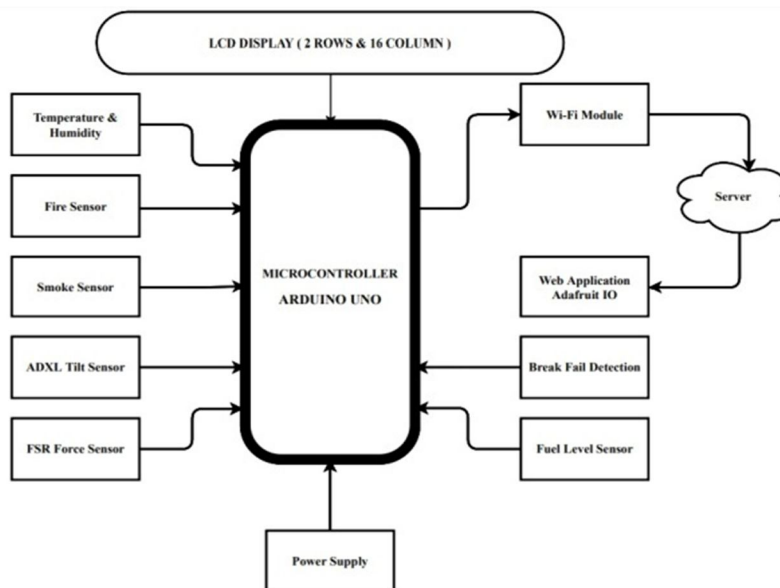 LCD DISPLAY ( 2 ROWS & 16 COLUMN )
Temperature &
Humidity
Fire Sensor
Smoke Sensor
ADXL Tilt Sensor
FSR Force Sensor
MICROCONTROLLER
ARDUINO UNO
Wi-Fi Module
Server
Web Application
Adafruit IO
Break Fail Detection
Fuel Level Sensor
Power Supply